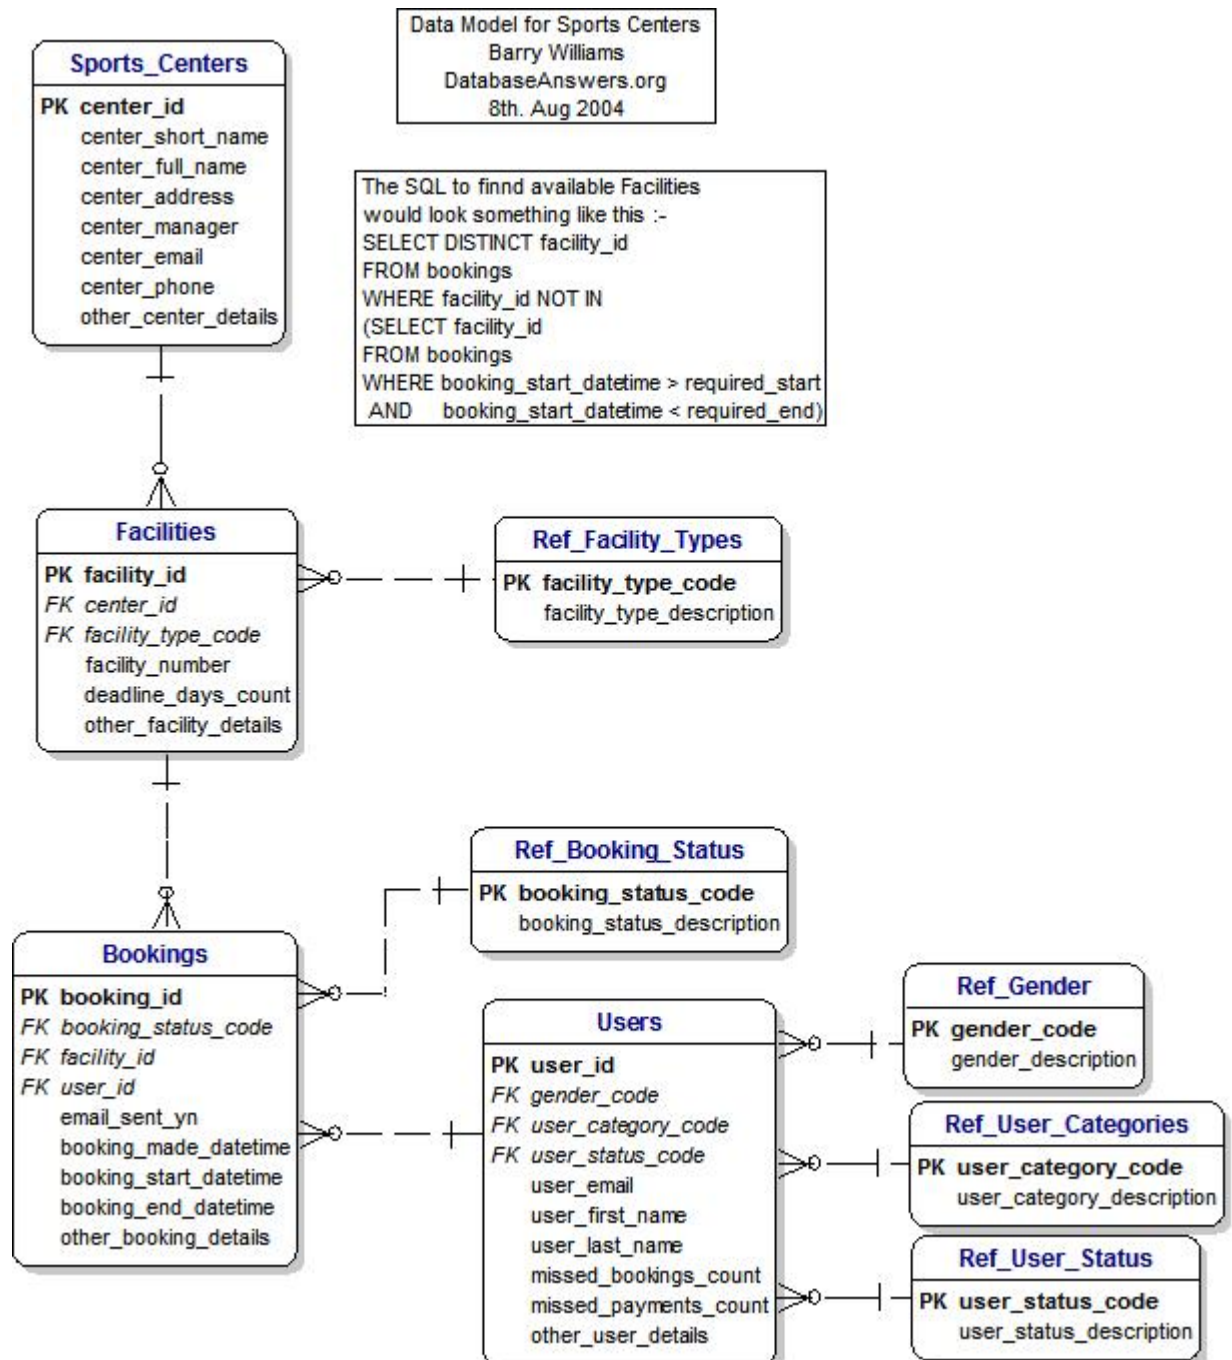 Data Model for Sports Centers
Barry Williams
DatabaseAnswers.org
8th. Aug 2004
Sports_Centers
PK center_id
center_short_name
center_full_name
center_address
center_manager
center_email
center_phone
other_center_details
The SQL to finnd available Facilities
would look something like this :-
SELECT DISTINCT facility_id
FROM bookings
WHERE facility_id NOT IN
(SELECT facility_id
FROM bookings
WHERE booking_start_datetime > required_start
AND booking_start_datetime < required_end)
Facilities
PK facility_id
FK center_id
FK facility_type_code
facility_number
deadline_days_count
other_facility_details
Ref_Facility_Types
PK facility_type_code
facility_type_description
Ref_Booking_Status
PK booking_status_code
booking_status_description
Bookings
PK booking_id
FK booking_status_code
FK facility_id
FK user_id
email_sent_yn
booking_made_datetime
booking_start_datetime
booking_end_datetime
other_booking_details
Users
PK user_id
FK gender_code
FK user_category_code
FK user_status_code
user_email
user_first_name
user_last_name
missed_bookings_count
missed_payments_count
other_user_details
Ref_Gender
PK gender_code
gender_description
Ref_User_Categories
PK user_category_code
user_category_description
Ref_User_Status
PK user_status_code
user_status_description